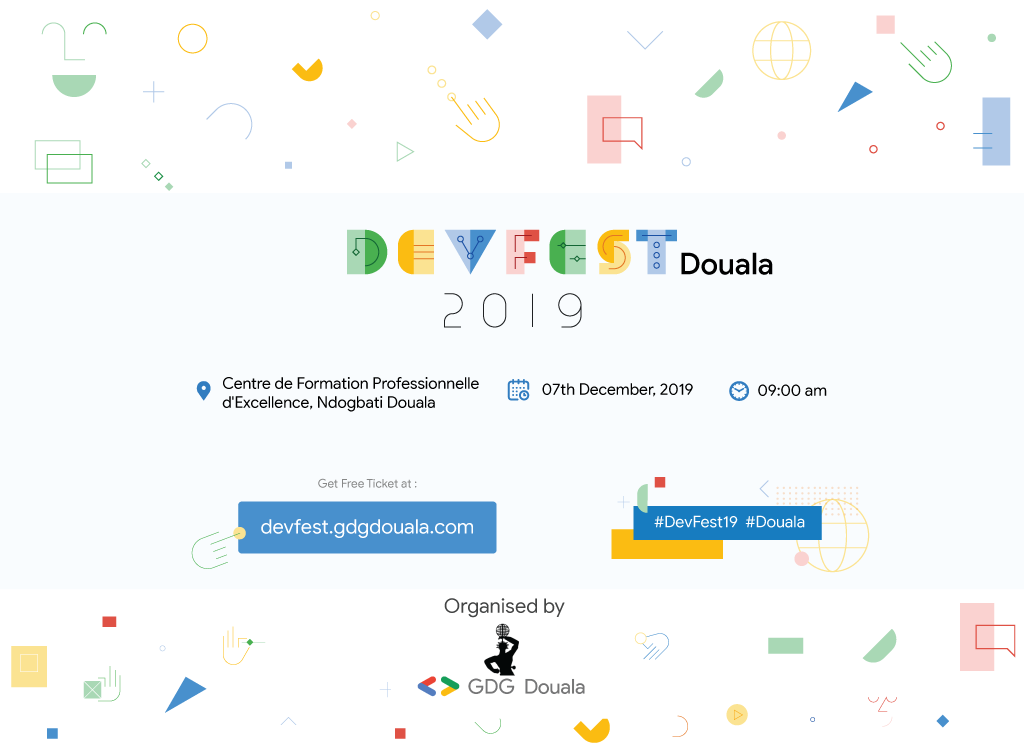 DEVFEST Douala
2019
Centre de Formation Professionnelle
d'Excellence, Ndogbati Douala
07th December, 2019
09:00 am
Get Free Ticket at :
devfest.gdgdouala.com
#DevFest19 #Douala
Organised by
GDG Douala